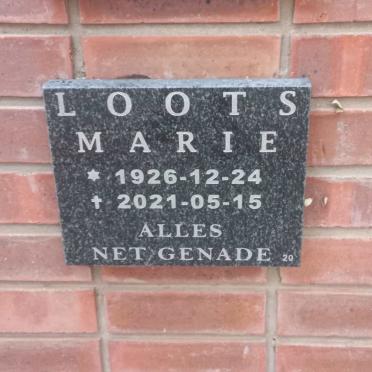 LOOTS
MARIE
✡ 1926-12-24
✝ 2021-05-15
ALLES
NET GENADE 20